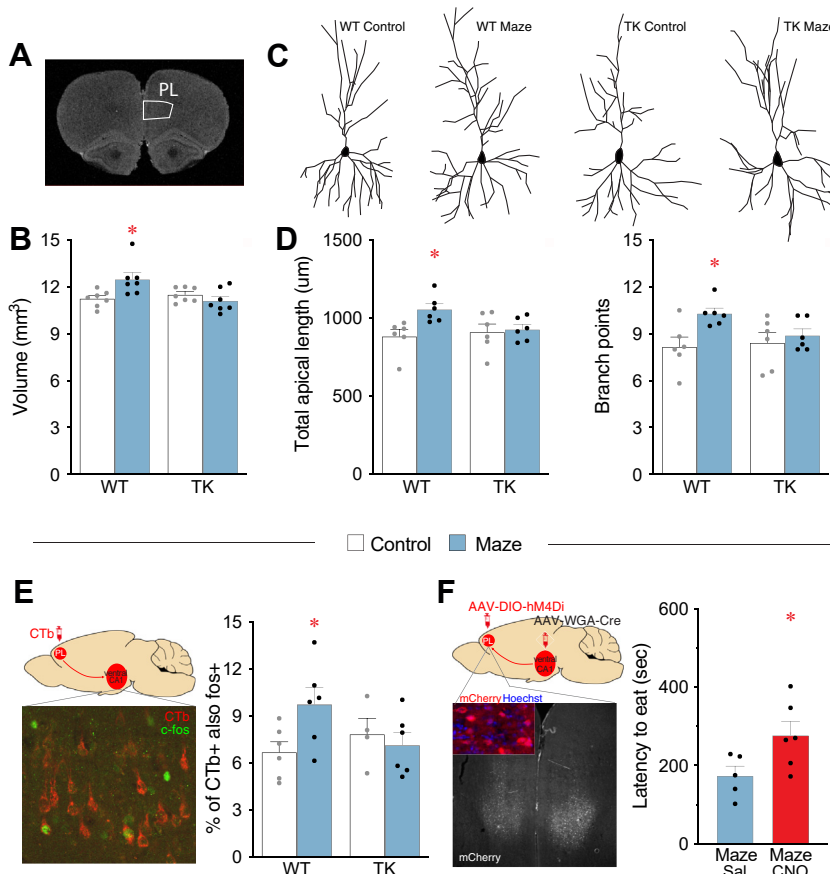 A
PL
C
WT Control
WT Maze
TK Control
TK Maze
B
Volume (mm³)
15
12
9
6
3
0
*
WT
TK
D
Total apical length (um)
1500
1000
500
0
*
WT
TK
Branch points
15
12
9
6
3
0
*
WT
TK
Control
Maze
E
CTb
PL
ventral
CA1
CTb
c-fos
% of CTb+ also fos+
15
12
9
6
3
0
*
WT
TK
F
AAV-DIO-hM4Di
AAV-WGA-Cre
PL
ventral
CA1
mCherry Hoechst
mCherry
Latency to eat (sec)
600
400
200
0
*
Maze
Sal
Maze
CNO